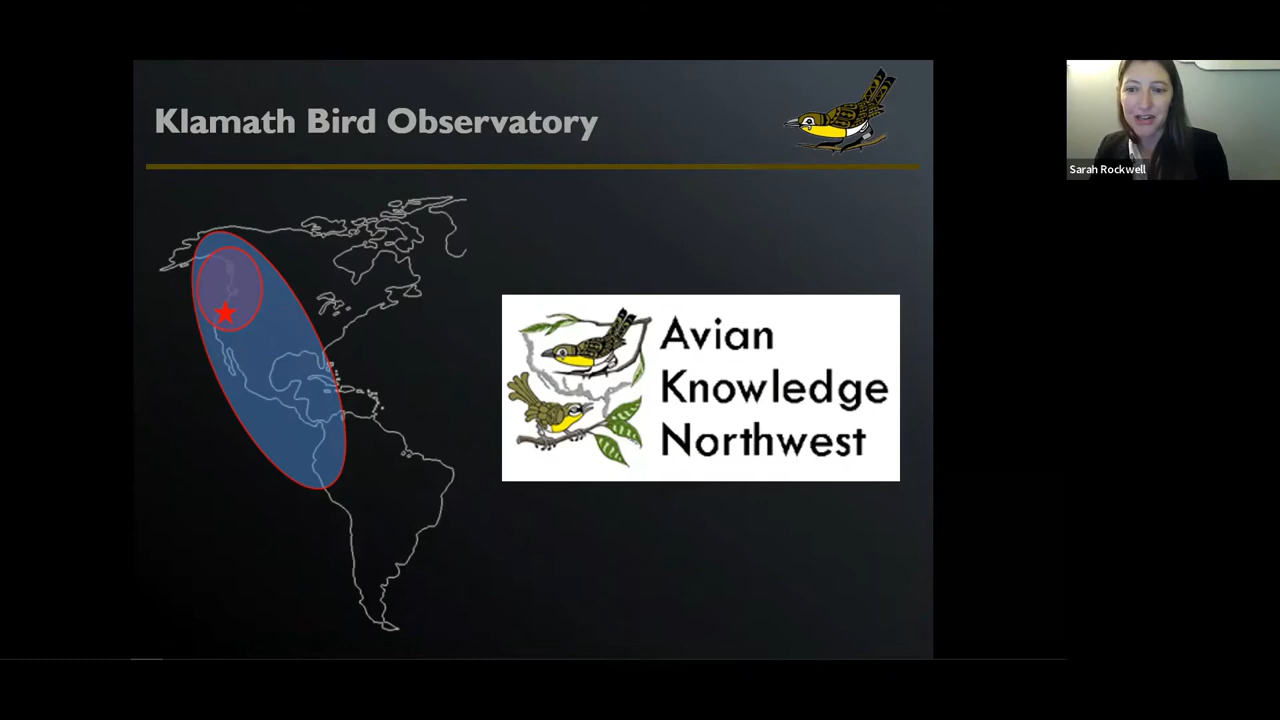 Klamath Bird Observatory
Sarah Rockwell
Avian
Knowledge
Northwest